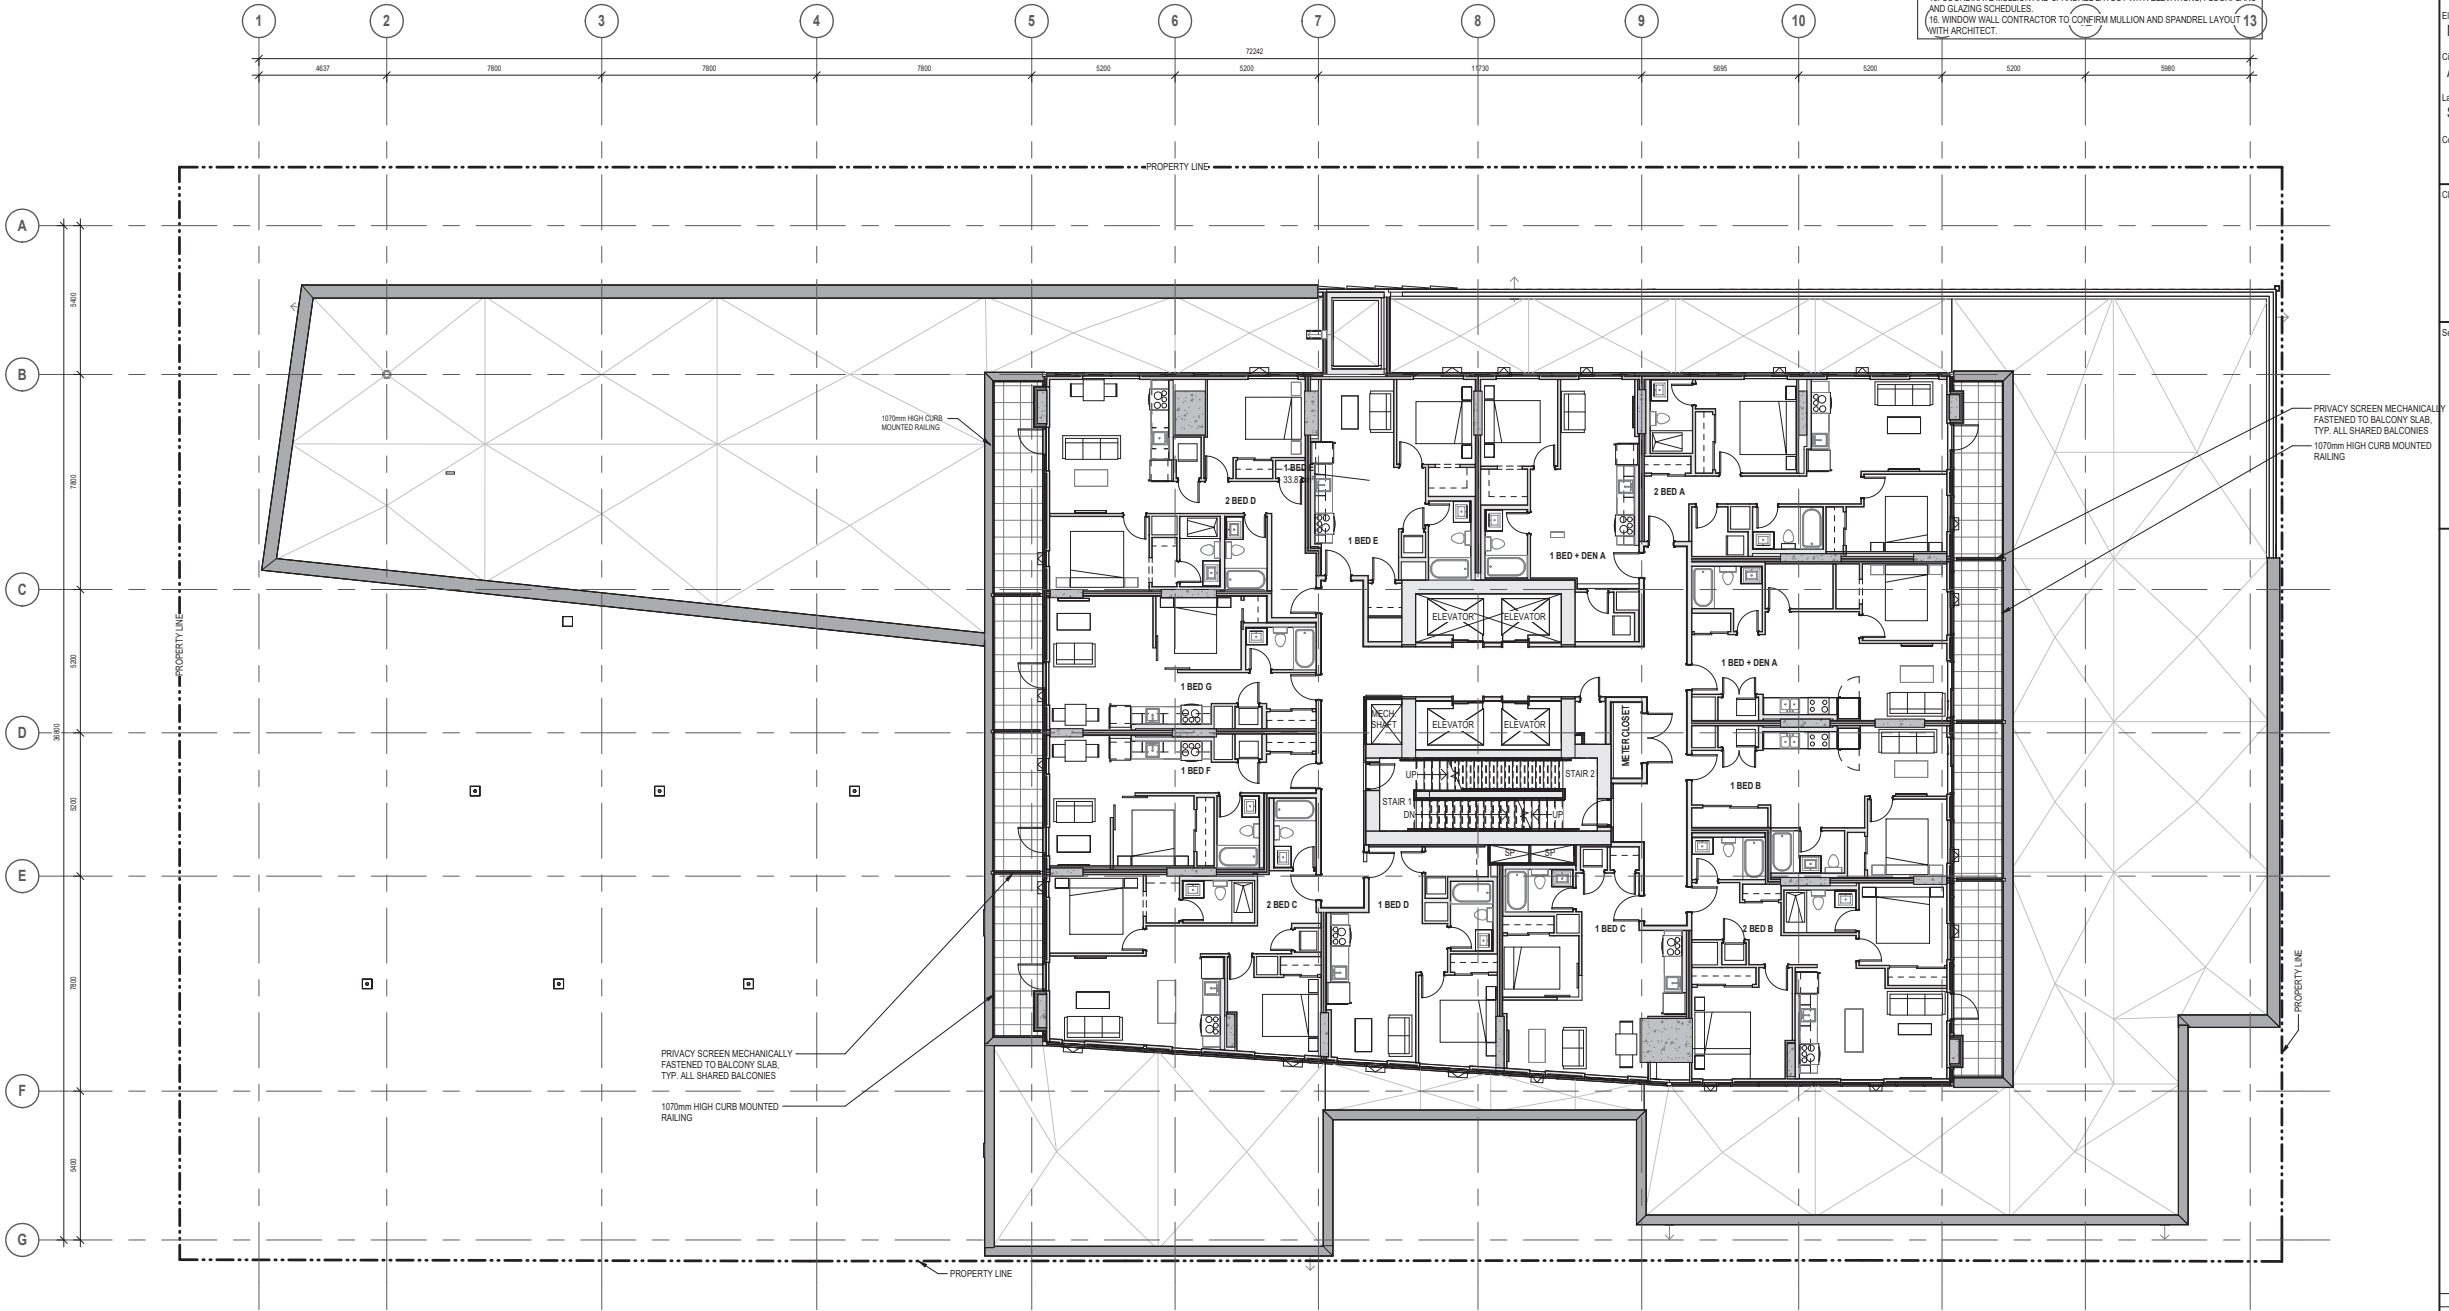 AND GLAZING SCHEDULES.
16. WINDOW WALL CONTRACTOR TO CONFIRM MULLION AND SPANDREL LAYOUT
WITH ARCHITECT.
1
2
3
4
5
6
7
8
9
10
13
72242
4637
7800
7800
7800
5200
5200
11730
5695
5200
5200
5980
PROPERTY LINE
A
B
C
D
E
F
G
5400
7800
5200
36800
5200
7800
5400
PROPERTY LINE
1070mm HIGH CURB
MOUNTED RAILING
PRIVACY SCREEN MECHANICALLY
FASTENED TO BALCONY SLAB,
TYP. ALL SHARED BALCONIES
1070mm HIGH CURB MOUNTED
RAILING
2 BED D
1 BED E
1 BED E
1 BED + DEN A
2 BED A
ELEVATOR
ELEVATOR
1 BED G
1 BED + DEN A
MECH.
SHAFT
ELEVATOR
ELEVATOR
METER CLOSET
1 BED F
UP
STAIR 2
STAIR 1
DN
UP
1 BED B
SP
SP
2 BED C
1 BED D
1 BED C
2 BED B
PROPERTY LINE
PRIVACY SCREEN MECHANICALLY
FASTENED TO BALCONY SLAB,
TYP. ALL SHARED BALCONIES
1070mm HIGH CURB MOUNTED
RAILING
PROPERTY LINE